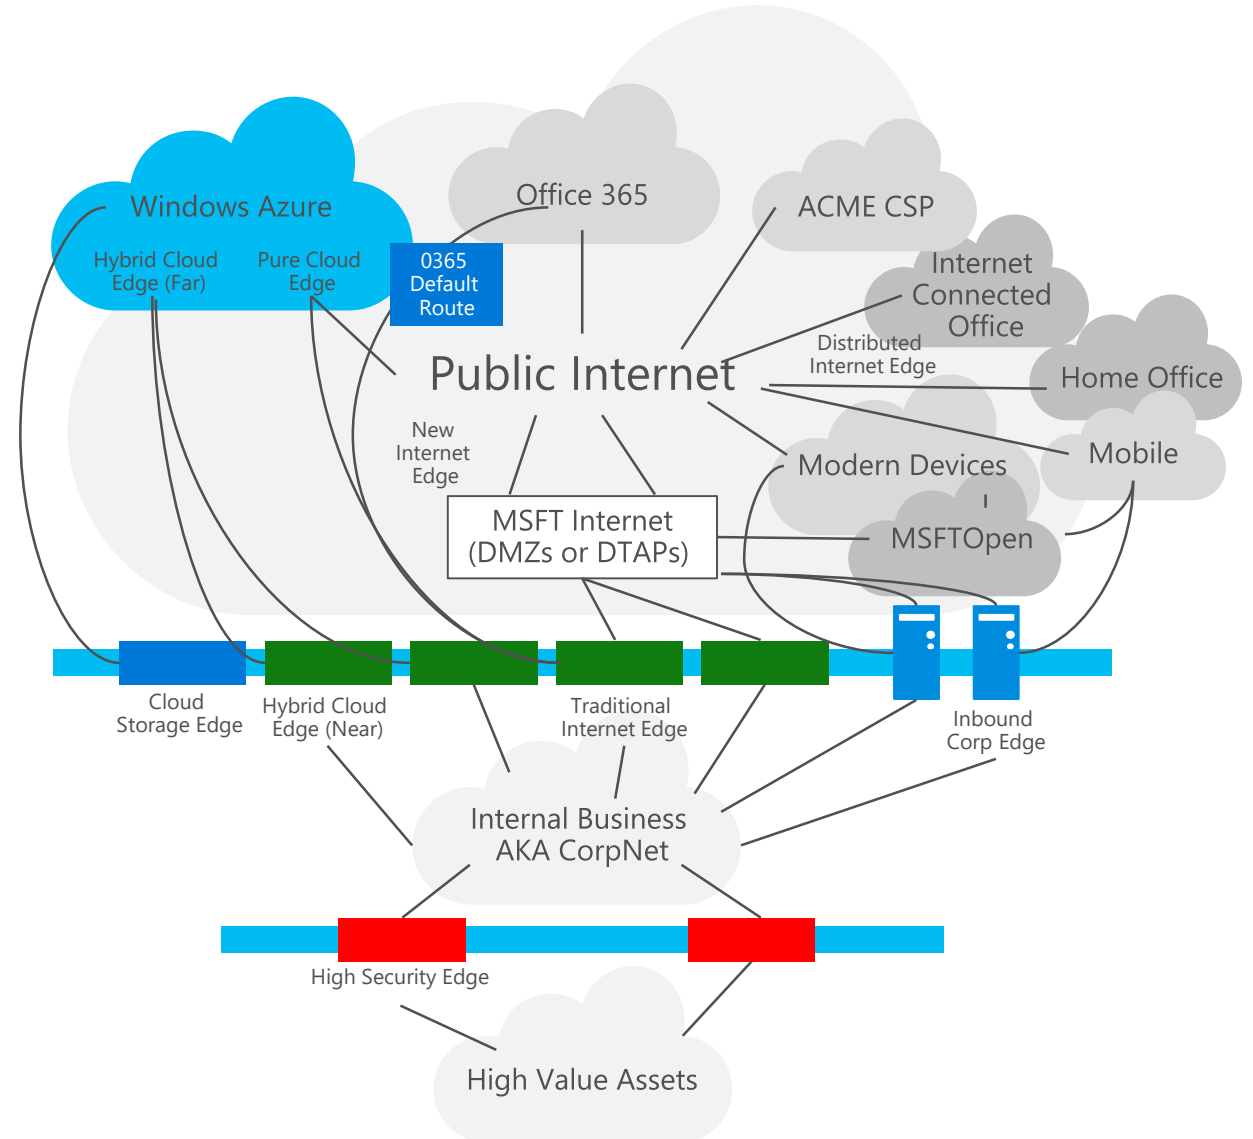 Windows Azure
Hybrid Cloud
Edge (Far)
Pure Cloud
Edge
Office 365
0365
Default
Route
ACME CSP
Internet
Connected
Office
Distributed
Internet Edge
Public Internet
Home Office
New
Internet
Edge
Modern Devices
Mobile
MSFT Internet
(DMZs or DTAPs)
MSFTOpen
Cloud
Storage Edge
Hybrid Cloud
Edge (Near)
Traditional
Internet Edge
Inbound
Corp Edge
Internal Business
AKA CorpNet
High Security Edge
High Value Assets